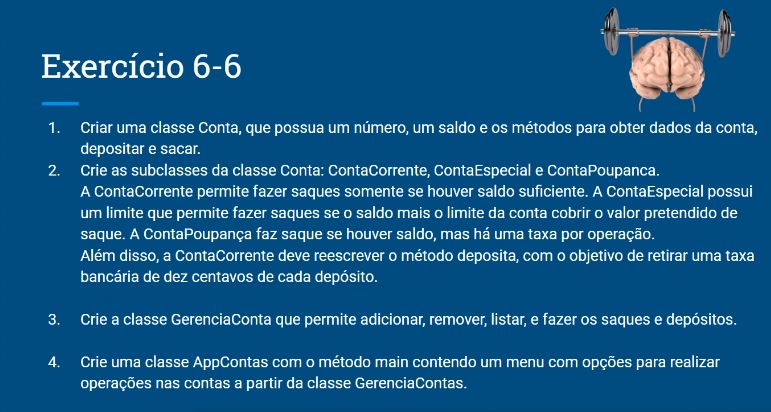 Exercício 6-6
1. Criar uma classe Conta, que possua um número, um saldo e os métodos para obter dados da conta,
depositar e sacar.
2. Crie as subclasses da classe Conta: ContaCorrente, ContaEspecial e ContaPoupanca.
A ContaCorrente permite fazer saques somente se houver saldo suficiente. A ContaEspecial possui
um limite que permite fazer saques se o saldo mais o limite da conta cobrir o valor pretendido de
saque. A ContaPoupança faz saque se houver saldo, mas há uma taxa por operação.
Além disso, a ContaCorrente deve reescrever o método deposita, com o objetivo de retirar uma taxa
bancária de dez centavos de cada depósito.
3. Crie a classe GerenciaConta que permite adicionar, remover, listar, e fazer os saques e depósitos.
4. Crie uma classe AppContas com o método main contendo um menu com opções para realizar
operações nas contas a partir da classe GerenciaContas.